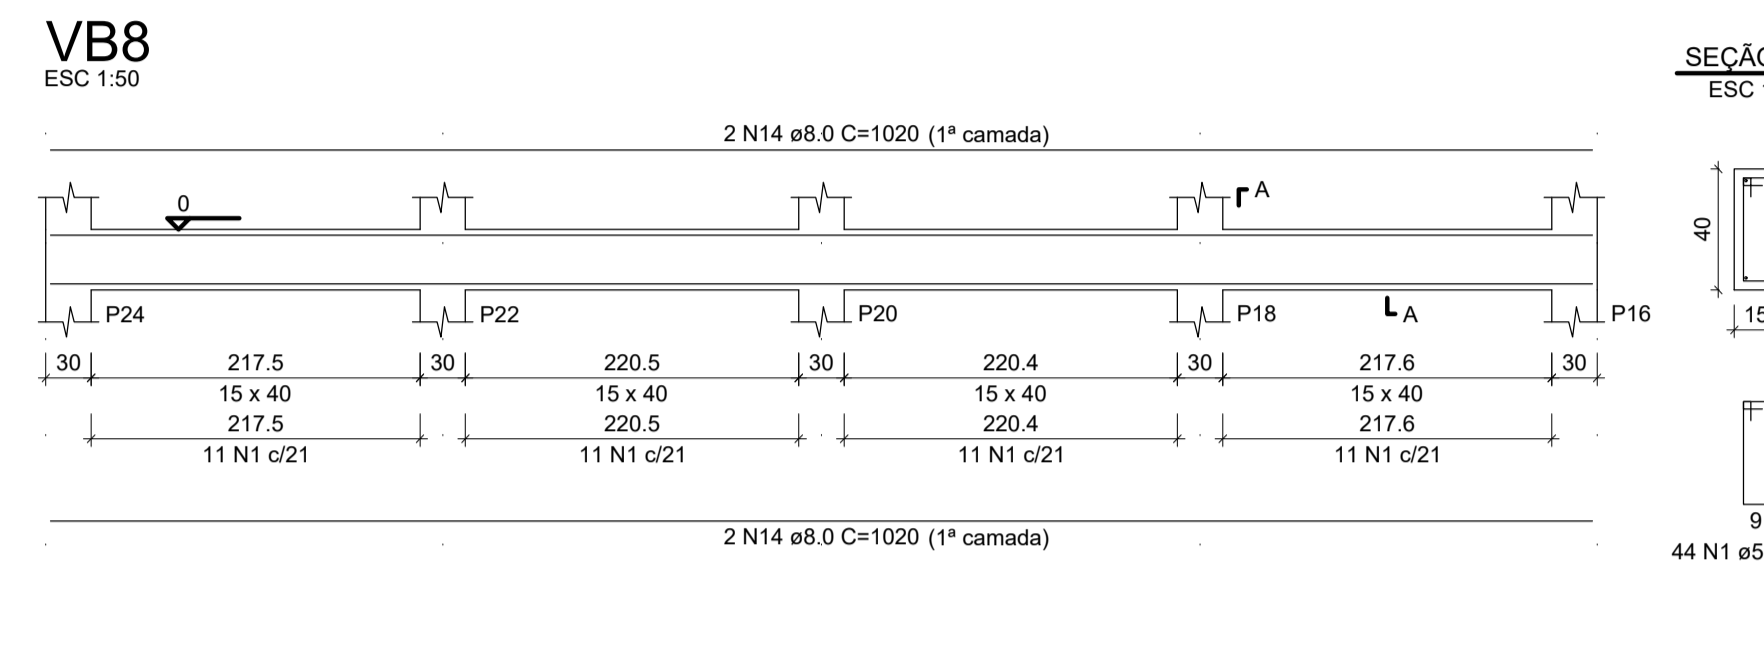 VB8
ESC 1:50
SEÇÃO
ESC
2 N14 ø8.0 C=1020 (1ª camada)
A
0
40
P24 P22 P20 P18 A P16
15
30 217.5 30 220.5 30 220.4 30 217.6 30
15 x 40 15 x 40 15 x 40 15 x 40
217.5 220.5 220.4 217.6
11 N1 c/21 11 N1 c/21 11 N1 c/21 11 N1 c/21
9
2 N14 ø8.0 C=1020 (1ª camada)
44 N1 ø5